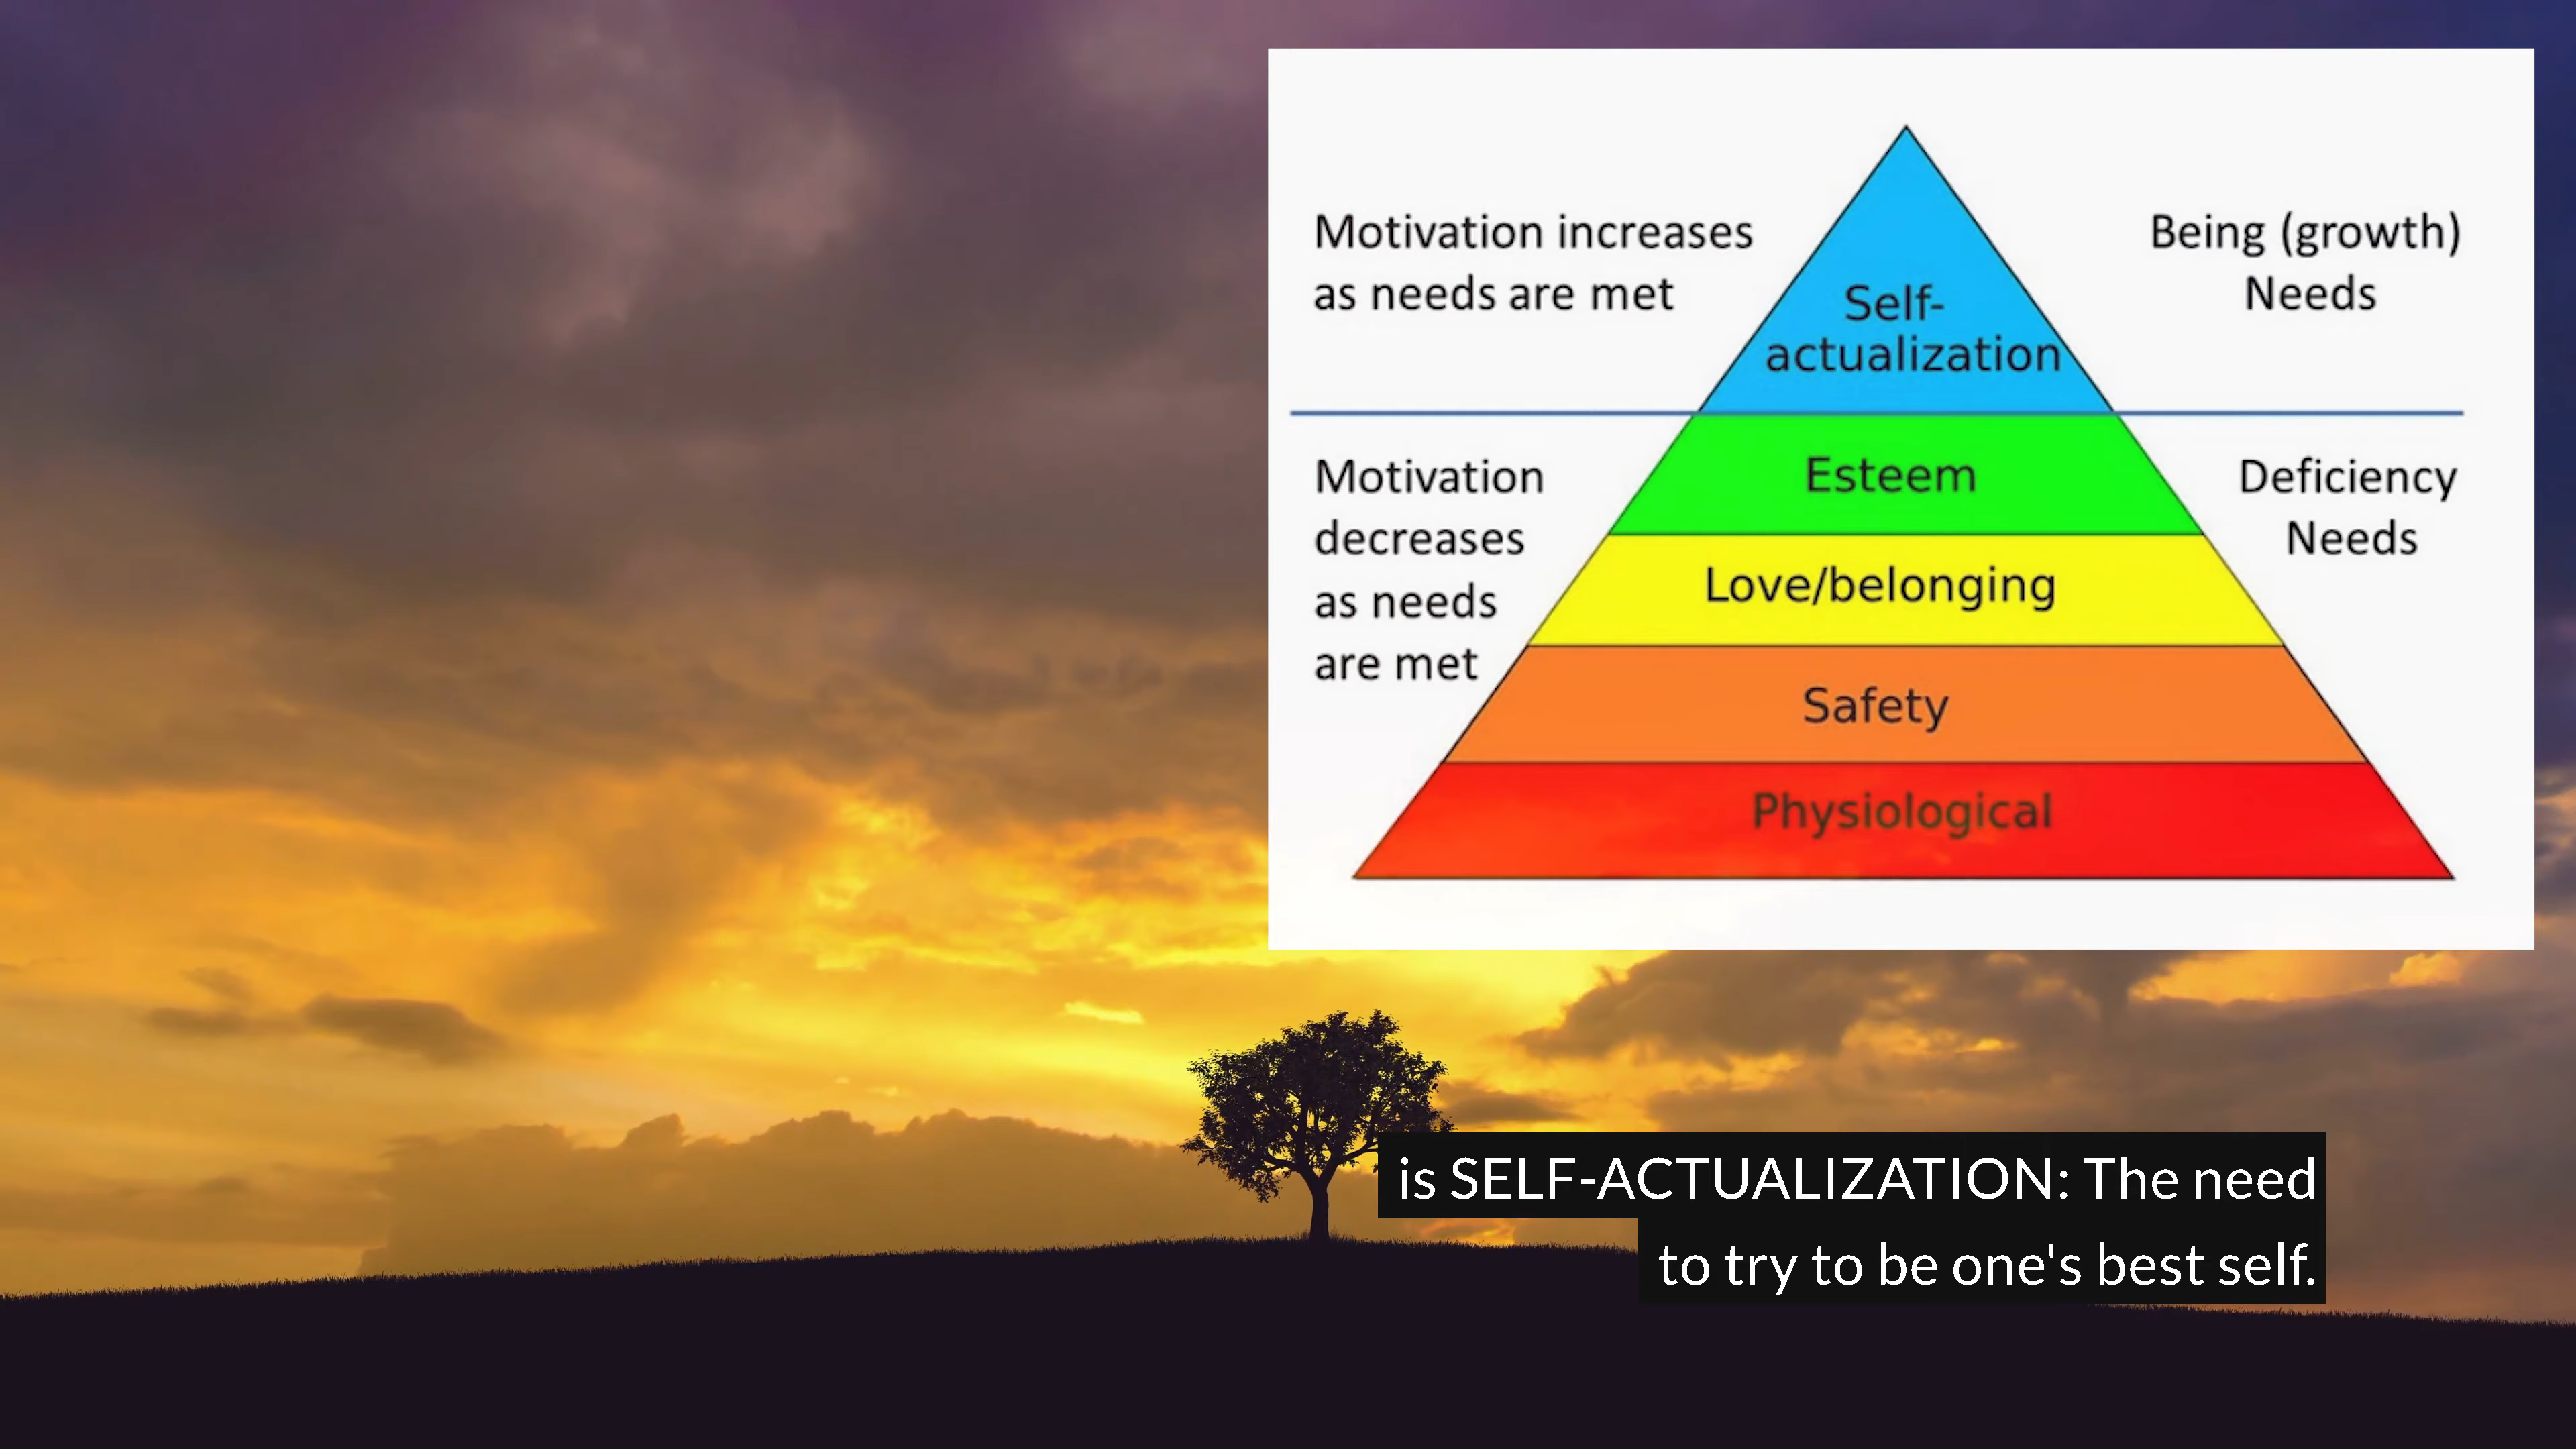 Motivation increases
as needs are met
Being (growth)
Needs
Self-
actualization
Motivation
decreases
as needs
are met
Esteem
Deficiency
Needs
Love/belonging
Safety
Physiological
is SELF-ACTUALIZATION: The need
to try to be one's best self.